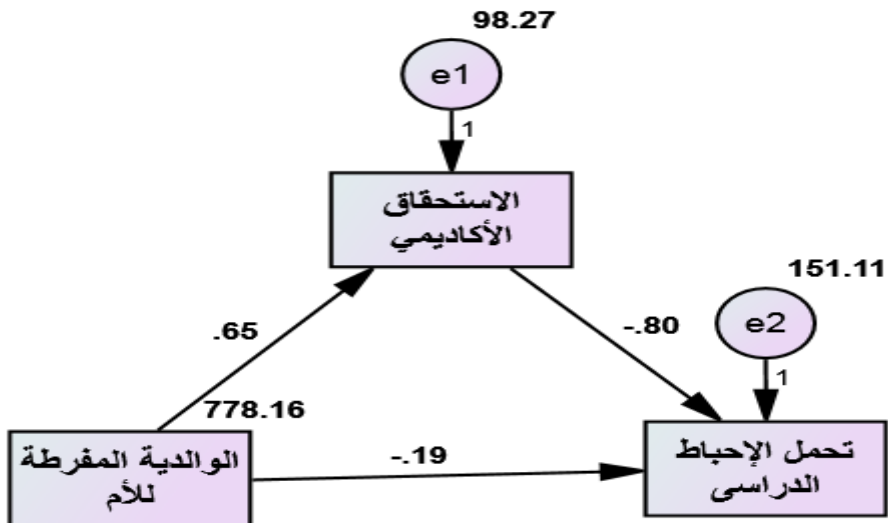 98.27
e1
1
الاستحقاق
الأكاديمي
151.11
e2
1
.65
-.80
778.16
الوالدية المفرطة
للأم
-.19
تحمل الإحباط
الدراسى